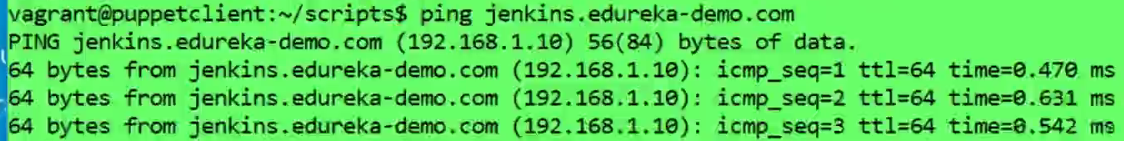 vagrant@puppetclient:~/scripts$ ping jenkins.edureka-demo.com
PING jenkins.edureka-demo.com (192.168.1.10) 56(84) bytes of data.
64 bytes from jenkins.edureka-demo.com (192.168.1.10): icmp_seq=1 ttl=64 time=0.470 ms
64 bytes from jenkins.edureka-demo.com (192.168.1.10): icmp_seq=2 ttl=64 time=0.631 ms
64 bytes from jenkins.edureka-demo.com (192.168.1.10): icmp_seq=3 ttl=64 time=0.542 ms